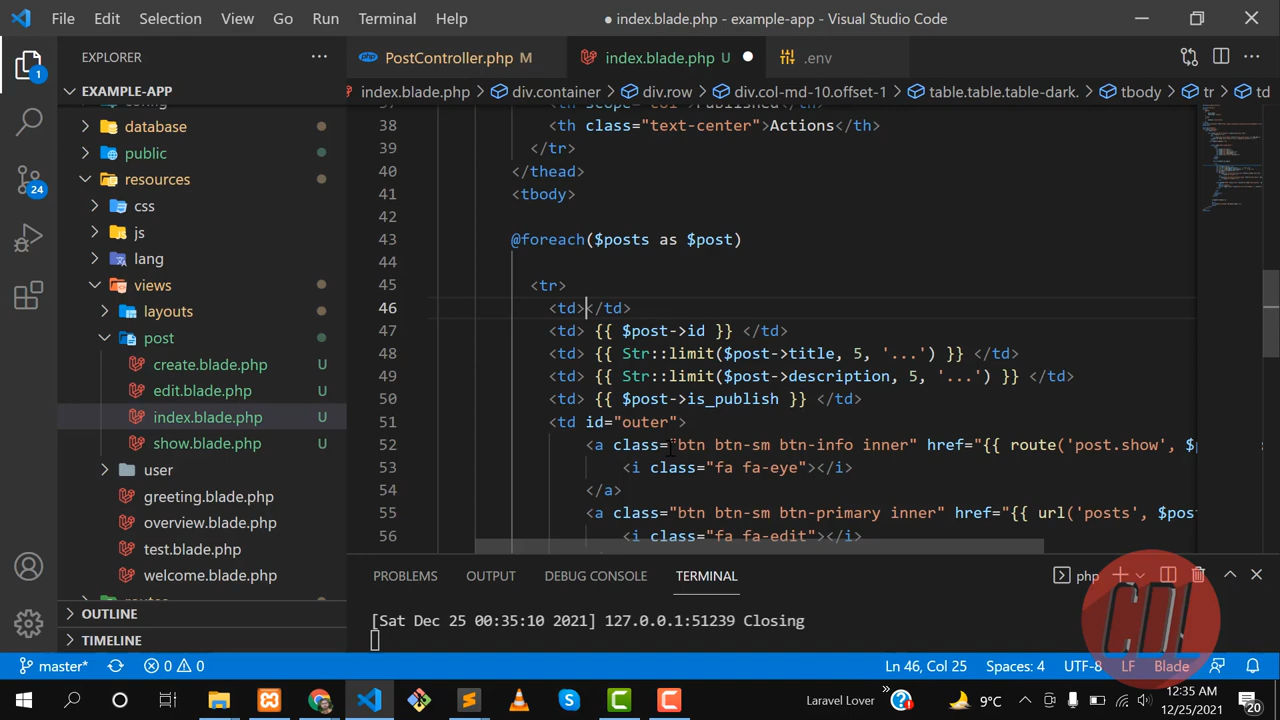 File Edit Selection View Go Run Terminal Help
● index.blade.php - example-app - Visual Studio Code
EXPLORER
PostController.php M
index.blade.php U
.env
EXAMPLE-APP
index.blade.php > div.container > div.row > div.col-md-10.offset-1 > table.table.table-dark. > tbody > tr > td
database
public
resources
css
js
lang
views
layouts
post
create.blade.php U
edit.blade.php U
index.blade.php U
show.blade.php U
user
greeting.blade.php
overview.blade.php
test.blade.php
welcome.blade.php
OUTLINE
TIMELINE
1
24
38 <th class="text-center">Actions</th>
39 </tr>
40 </thead>
41 <tbody>
42
43 @foreach($posts as $post)
44
45 <tr>
46 <td></td>
47 <td> {{ $post->id }} </td>
48 <td> {{ Str::limit($post->title, 5, '...') }} </td>
49 <td> {{ Str::limit($post->description, 5, '...') }} </td>
50 <td> {{ $post->is_publish }} </td>
51 <td id="outer">
52 <a class="btn btn-sm btn-info inner" href="{{ route('post.show', $p
53 <i class="fa fa-eye"></i>
54 </a>
55 <a class="btn btn-sm btn-primary inner" href="{{ url('posts', $pos
56 <i class="fa fa-edit"></i>
PROBLEMS OUTPUT DEBUG CONSOLE TERMINAL
php
[Sat Dec 25 00:35:10 2021] 127.0.0.1:51239 Closing
master* 0 0
Ln 46, Col 25 Spaces: 4 UTF-8 LF Blade
Laravel Lover
9°C
12:35 AM
12/25/2021
20